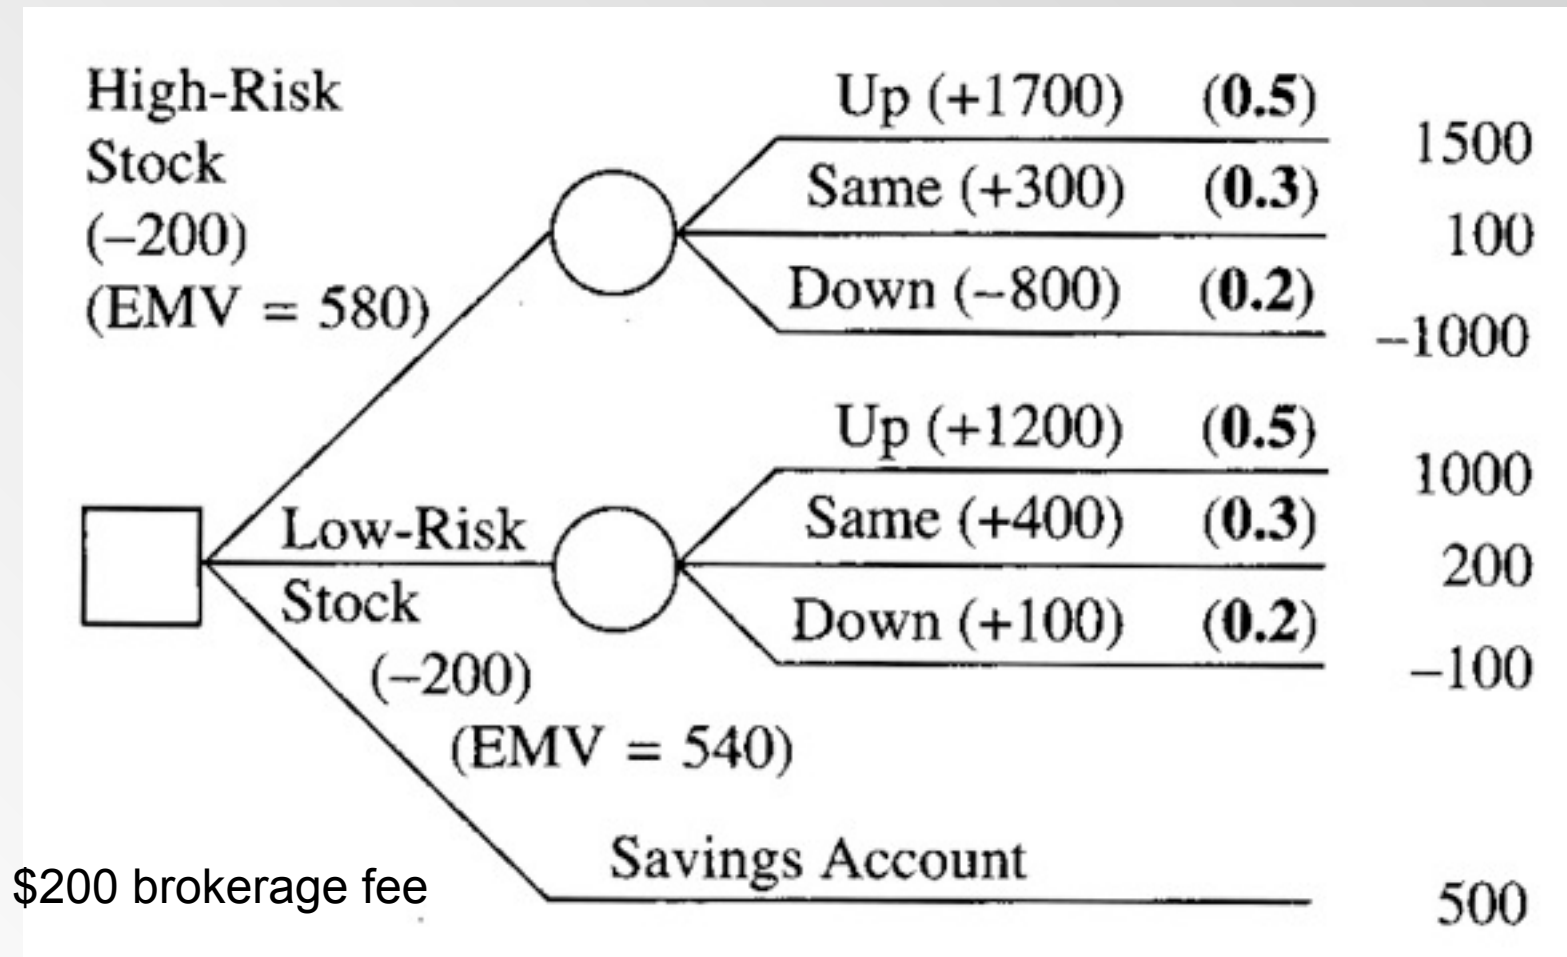 High-Risk
Stock
(–200)
(EMV = 580)
Up (+1700) (0.5)
1500
Same (+300) (0.3)
100
Down (–800) (0.2)
–1000
Up (+1200) (0.5)
1000
Low-Risk
Same (+400) (0.3)
200
Stock
Down (+100) (0.2)
–100
(–200)
(EMV = 540)
Savings Account
$200 brokerage fee
500